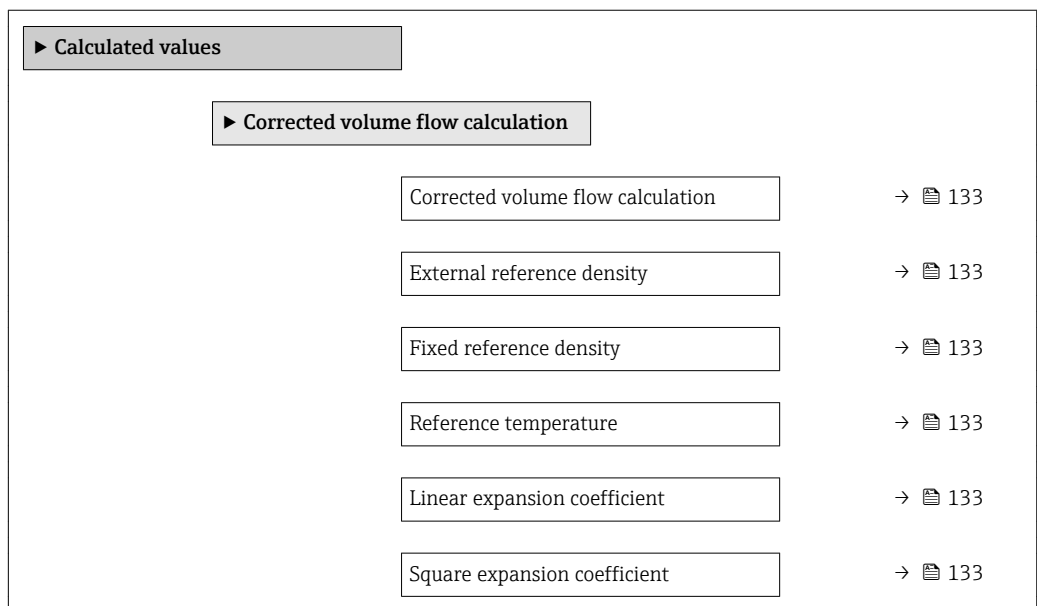 ▶ Calculated values
▶ Corrected volume flow calculation
Corrected volume flow calculation → 🖹 133
External reference density → 🖹 133
Fixed reference density → 🖹 133
Reference temperature → 🖹 133
Linear expansion coefficient → 🖹 133
Square expansion coefficient → 🖹 133